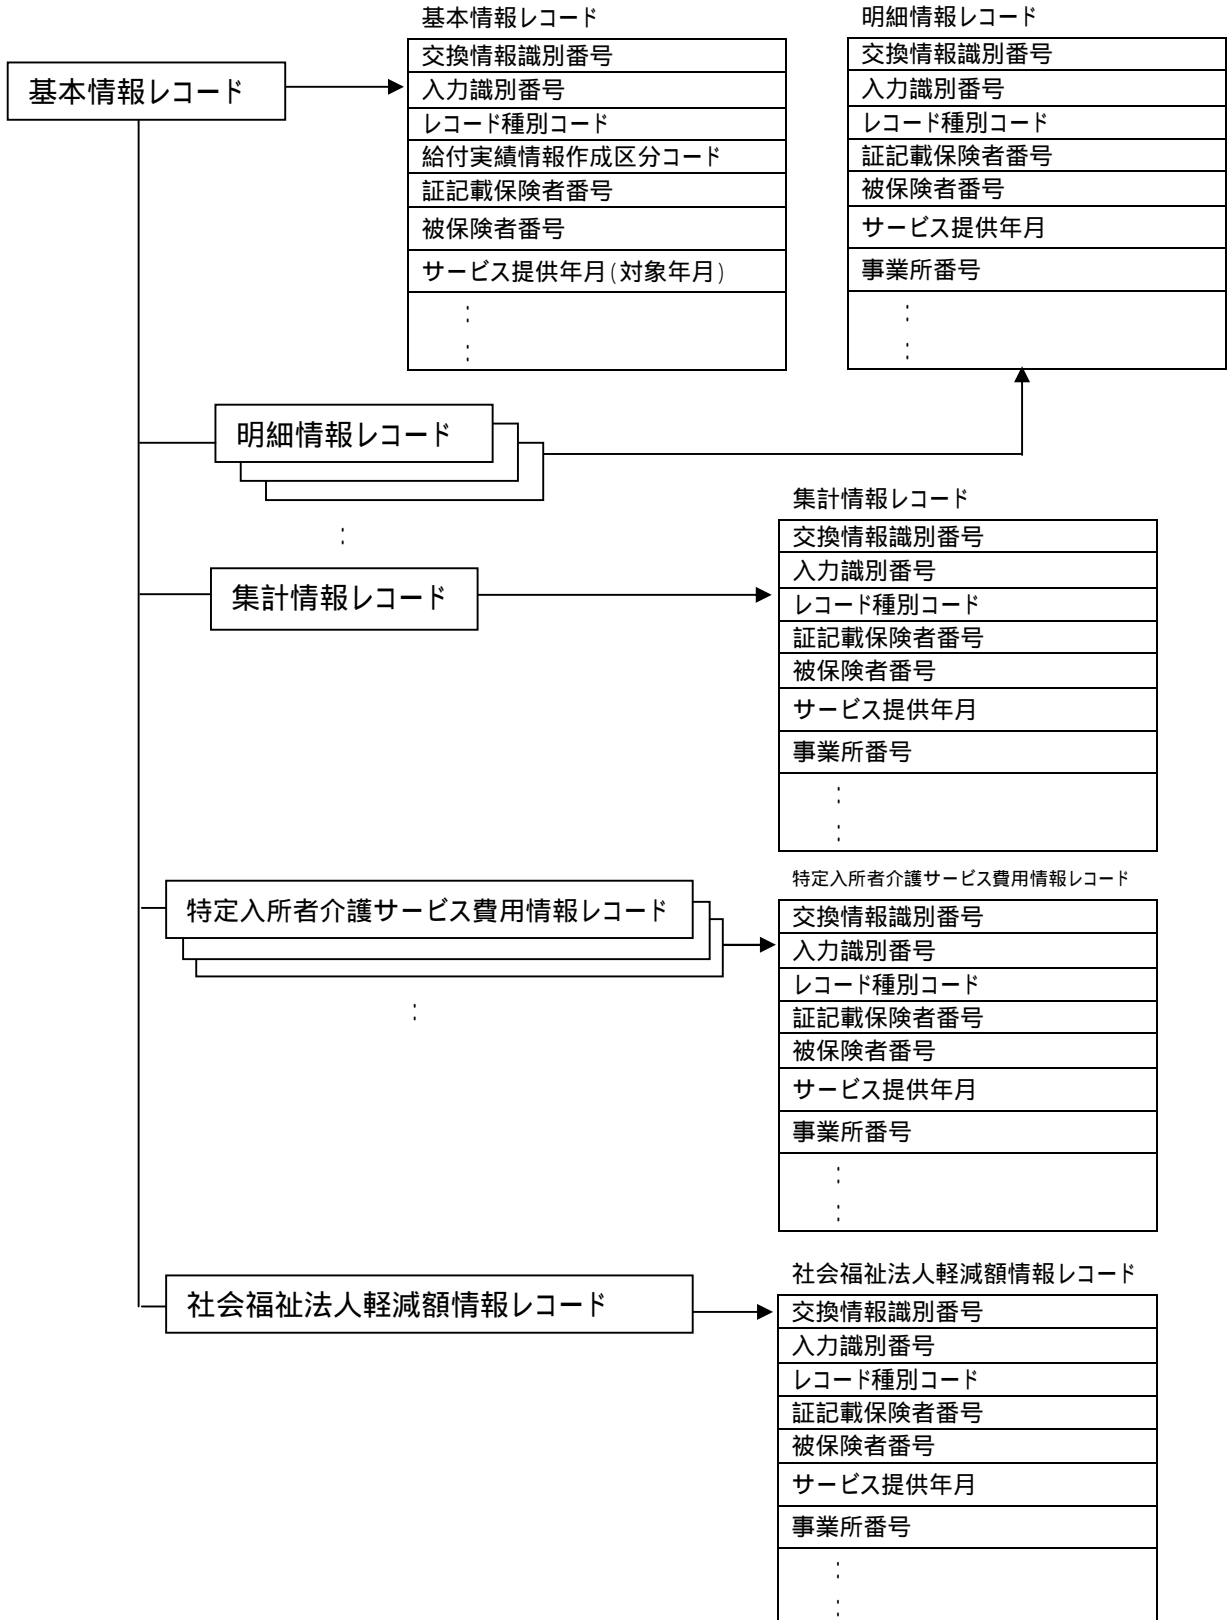 基本情報レコード
基本情報レコード
交換情報識別番号
入力識別番号
レコード種別コード
給付実績情報作成区分コード
証記載保険者番号
被保険者番号
サービス提供年月(対象年月)
:
:
明細情報レコード
交換情報識別番号
入力識別番号
レコード種別コード
証記載保険者番号
被保険者番号
サービス提供年月
事業所番号
:
:
明細情報レコード
:
集計情報レコード
集計情報レコード
交換情報識別番号
入力識別番号
レコード種別コード
証記載保険者番号
被保険者番号
サービス提供年月
事業所番号
:
:
特定入所者介護サービス費用情報レコード
:
特定入所者介護サービス費用情報レコード
交換情報識別番号
入力識別番号
レコード種別コード
証記載保険者番号
被保険者番号
サービス提供年月
事業所番号
:
:
社会福祉法人軽減額情報レコード
社会福祉法人軽減額情報レコード
交換情報識別番号
入力識別番号
レコード種別コード
証記載保険者番号
被保険者番号
サービス提供年月
事業所番号
:
: